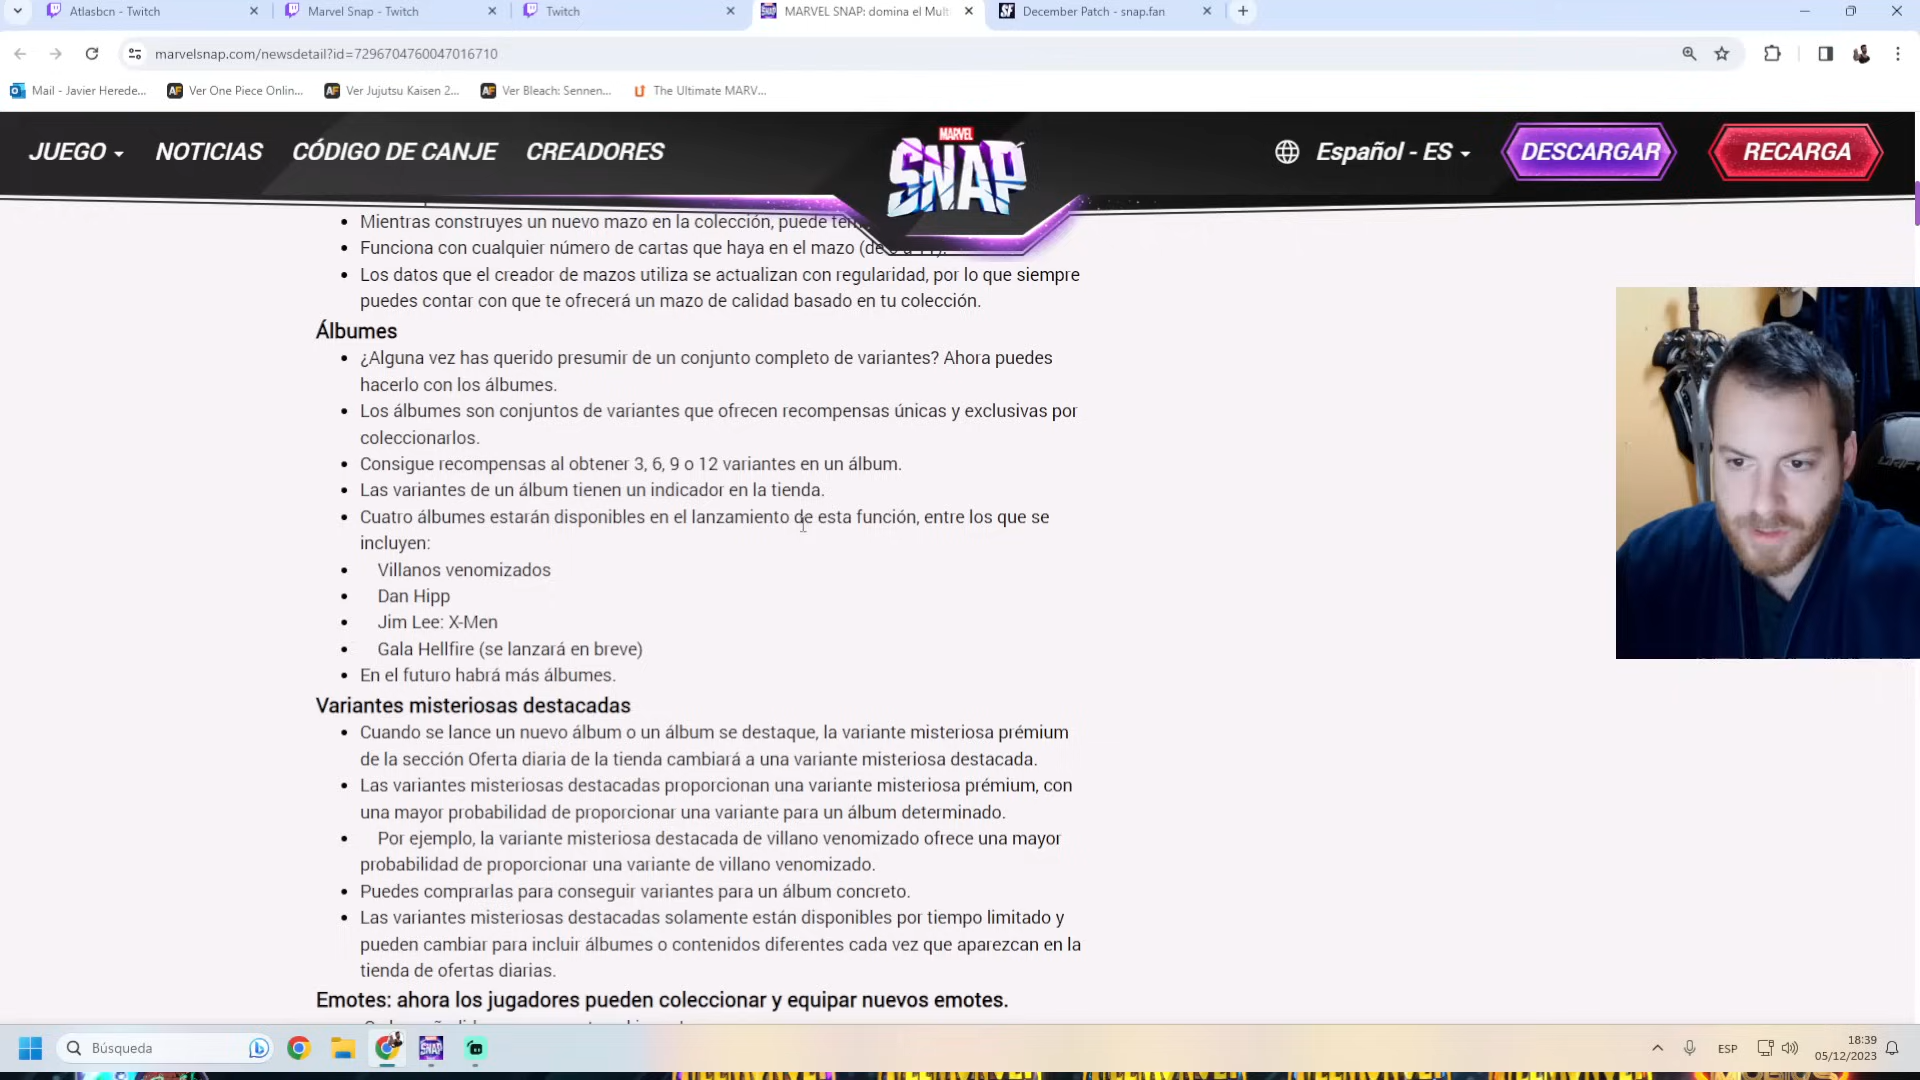 Atlasbcn - Twitch
Marvel Snap - Twitch
Twitch
MARVEL SNAP: domina el Mult
December Patch - snap.fan
marvelsnap.com/newsdetail?id=7296704760047016710
Mail - Javier Herede...
Ver One Piece Onlin...
Ver Jujutsu Kaisen 2...
Ver Bleach: Sennen...
The Ultimate MARV...
JUEGO
NOTICIAS
CÓDIGO DE CANJE
CREADORES
MARVEL
SNAP
Español - ES
DESCARGAR
RECARGA
Mientras construyes un nuevo mazo en la colección, puede
Funciona con cualquier número de cartas que haya en el mazo
Los datos que el creador de mazos utiliza se actualizan con regularidad, por lo que siempre
puedes contar con que te ofrecerá un mazo de calidad basado en tu colección.
Álbumes
¿Alguna vez has querido presumir de un conjunto completo de variantes? Ahora puedes
hacerlo con los álbumes.
Los álbumes son conjuntos de variantes que ofrecen recompensas únicas y exclusivas por
coleccionarlos.
Consigue recompensas al obtener 3, 6, 9 o 12 variantes en un álbum.
Las variantes de un álbum tienen un indicador en la tienda.
Cuatro álbumes estarán disponibles en el lanzamiento de esta función, entre los que se
incluyen:
Villanos venomizados
Dan Hipp
Jim Lee: X-Men
Gala Hellfire (se lanzará en breve)
En el futuro habrá más álbumes.
Variantes misteriosas destacadas
Cuando se lance un nuevo álbum o un álbum se destaque, la variante misteriosa prémium
de la sección Oferta diaria de la tienda cambiará a una variante misteriosa destacada.
Las variantes misteriosas destacadas proporcionan una variante misteriosa prémium, con
una mayor probabilidad de proporcionar una variante para un álbum determinado.
Por ejemplo, la variante misteriosa destacada de villano venomizado ofrece una mayor
probabilidad de proporcionar una variante de villano venomizado.
Puedes comprarlas para conseguir variantes para un álbum concreto.
Las variantes misteriosas destacadas solamente están disponibles por tiempo limitado y
pueden cambiar para incluir álbumes o contenidos diferentes cada vez que aparezcan en la
tienda de ofertas diarias.
Emotes: ahora los jugadores pueden coleccionar y equipar nuevos emotes.
Búsqueda
ESP
18:39
05/12/2023